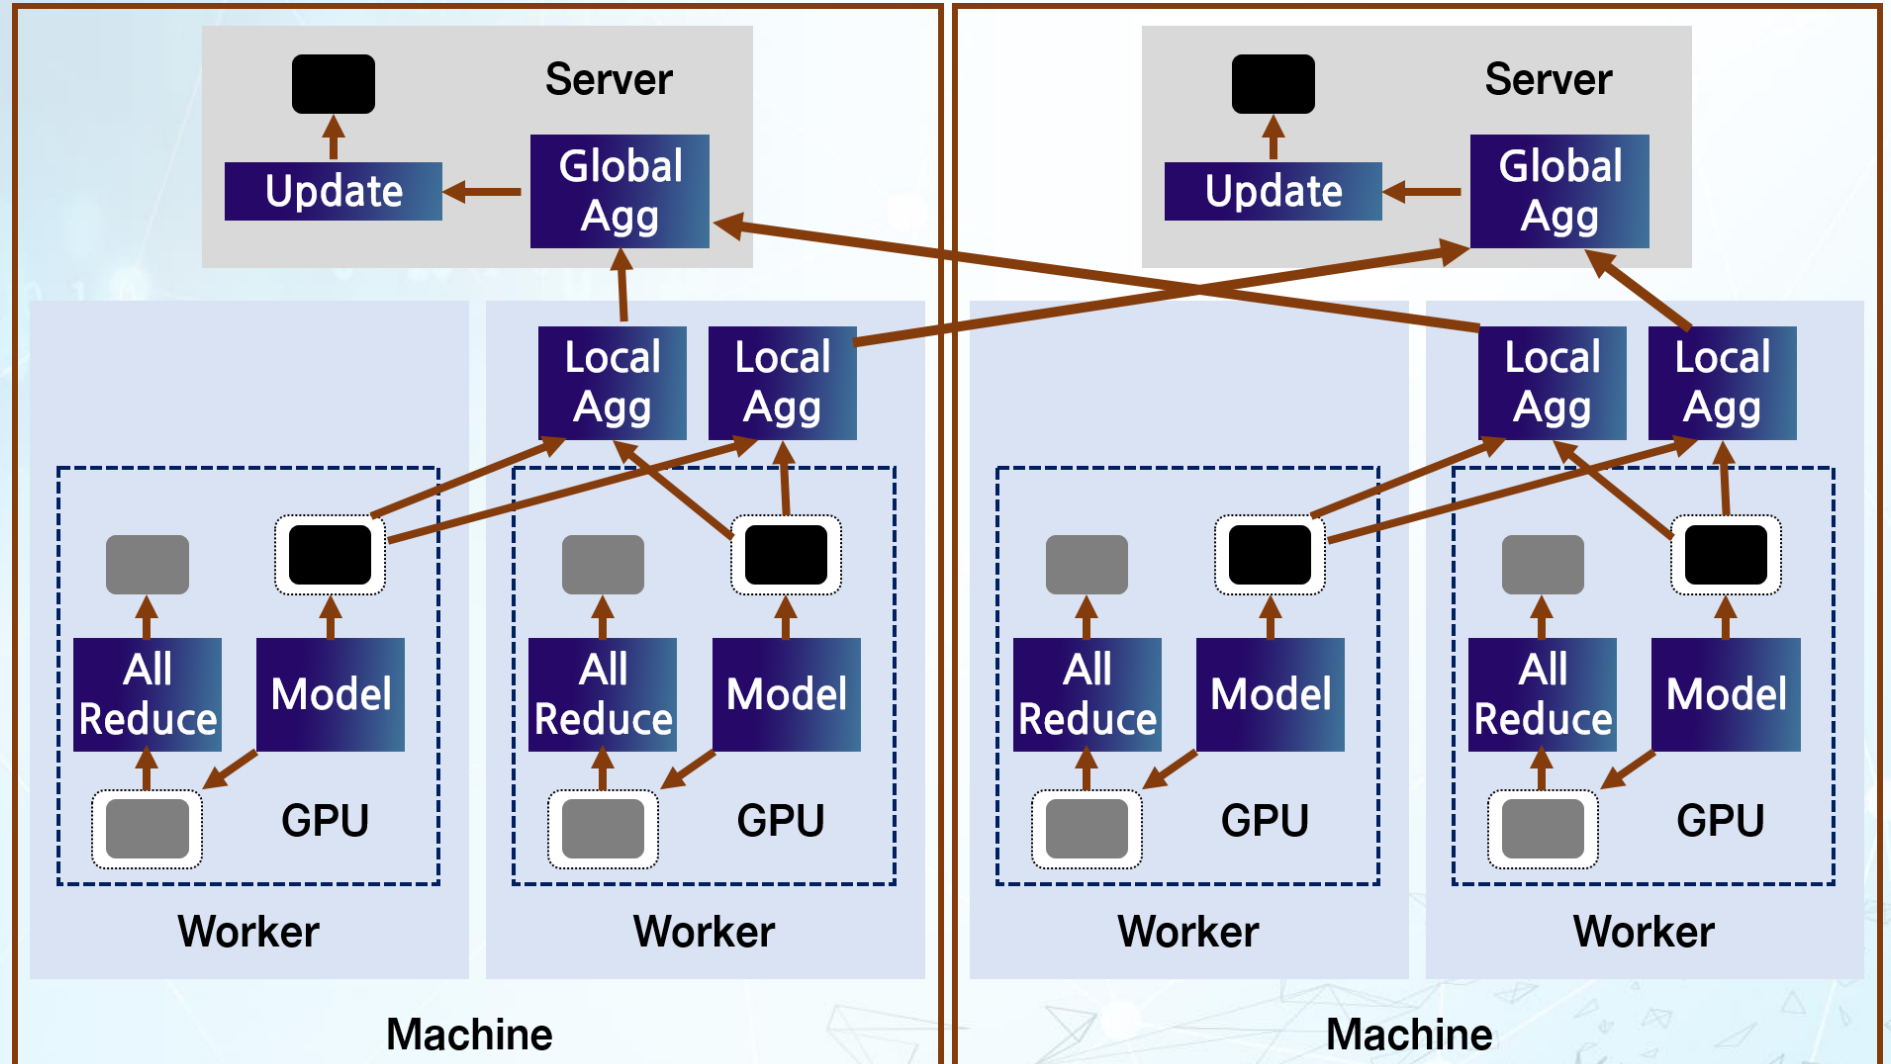 Server
Global
Agg
Update
Server
Global
Agg
Update
Local
Agg
Local
Agg
Local
Agg
Local
Agg
All
Reduce
Model
GPU
Worker
All
Reduce
Model
GPU
Worker
All
Reduce
Model
GPU
Worker
All
Reduce
Model
GPU
Worker
Machine
Machine